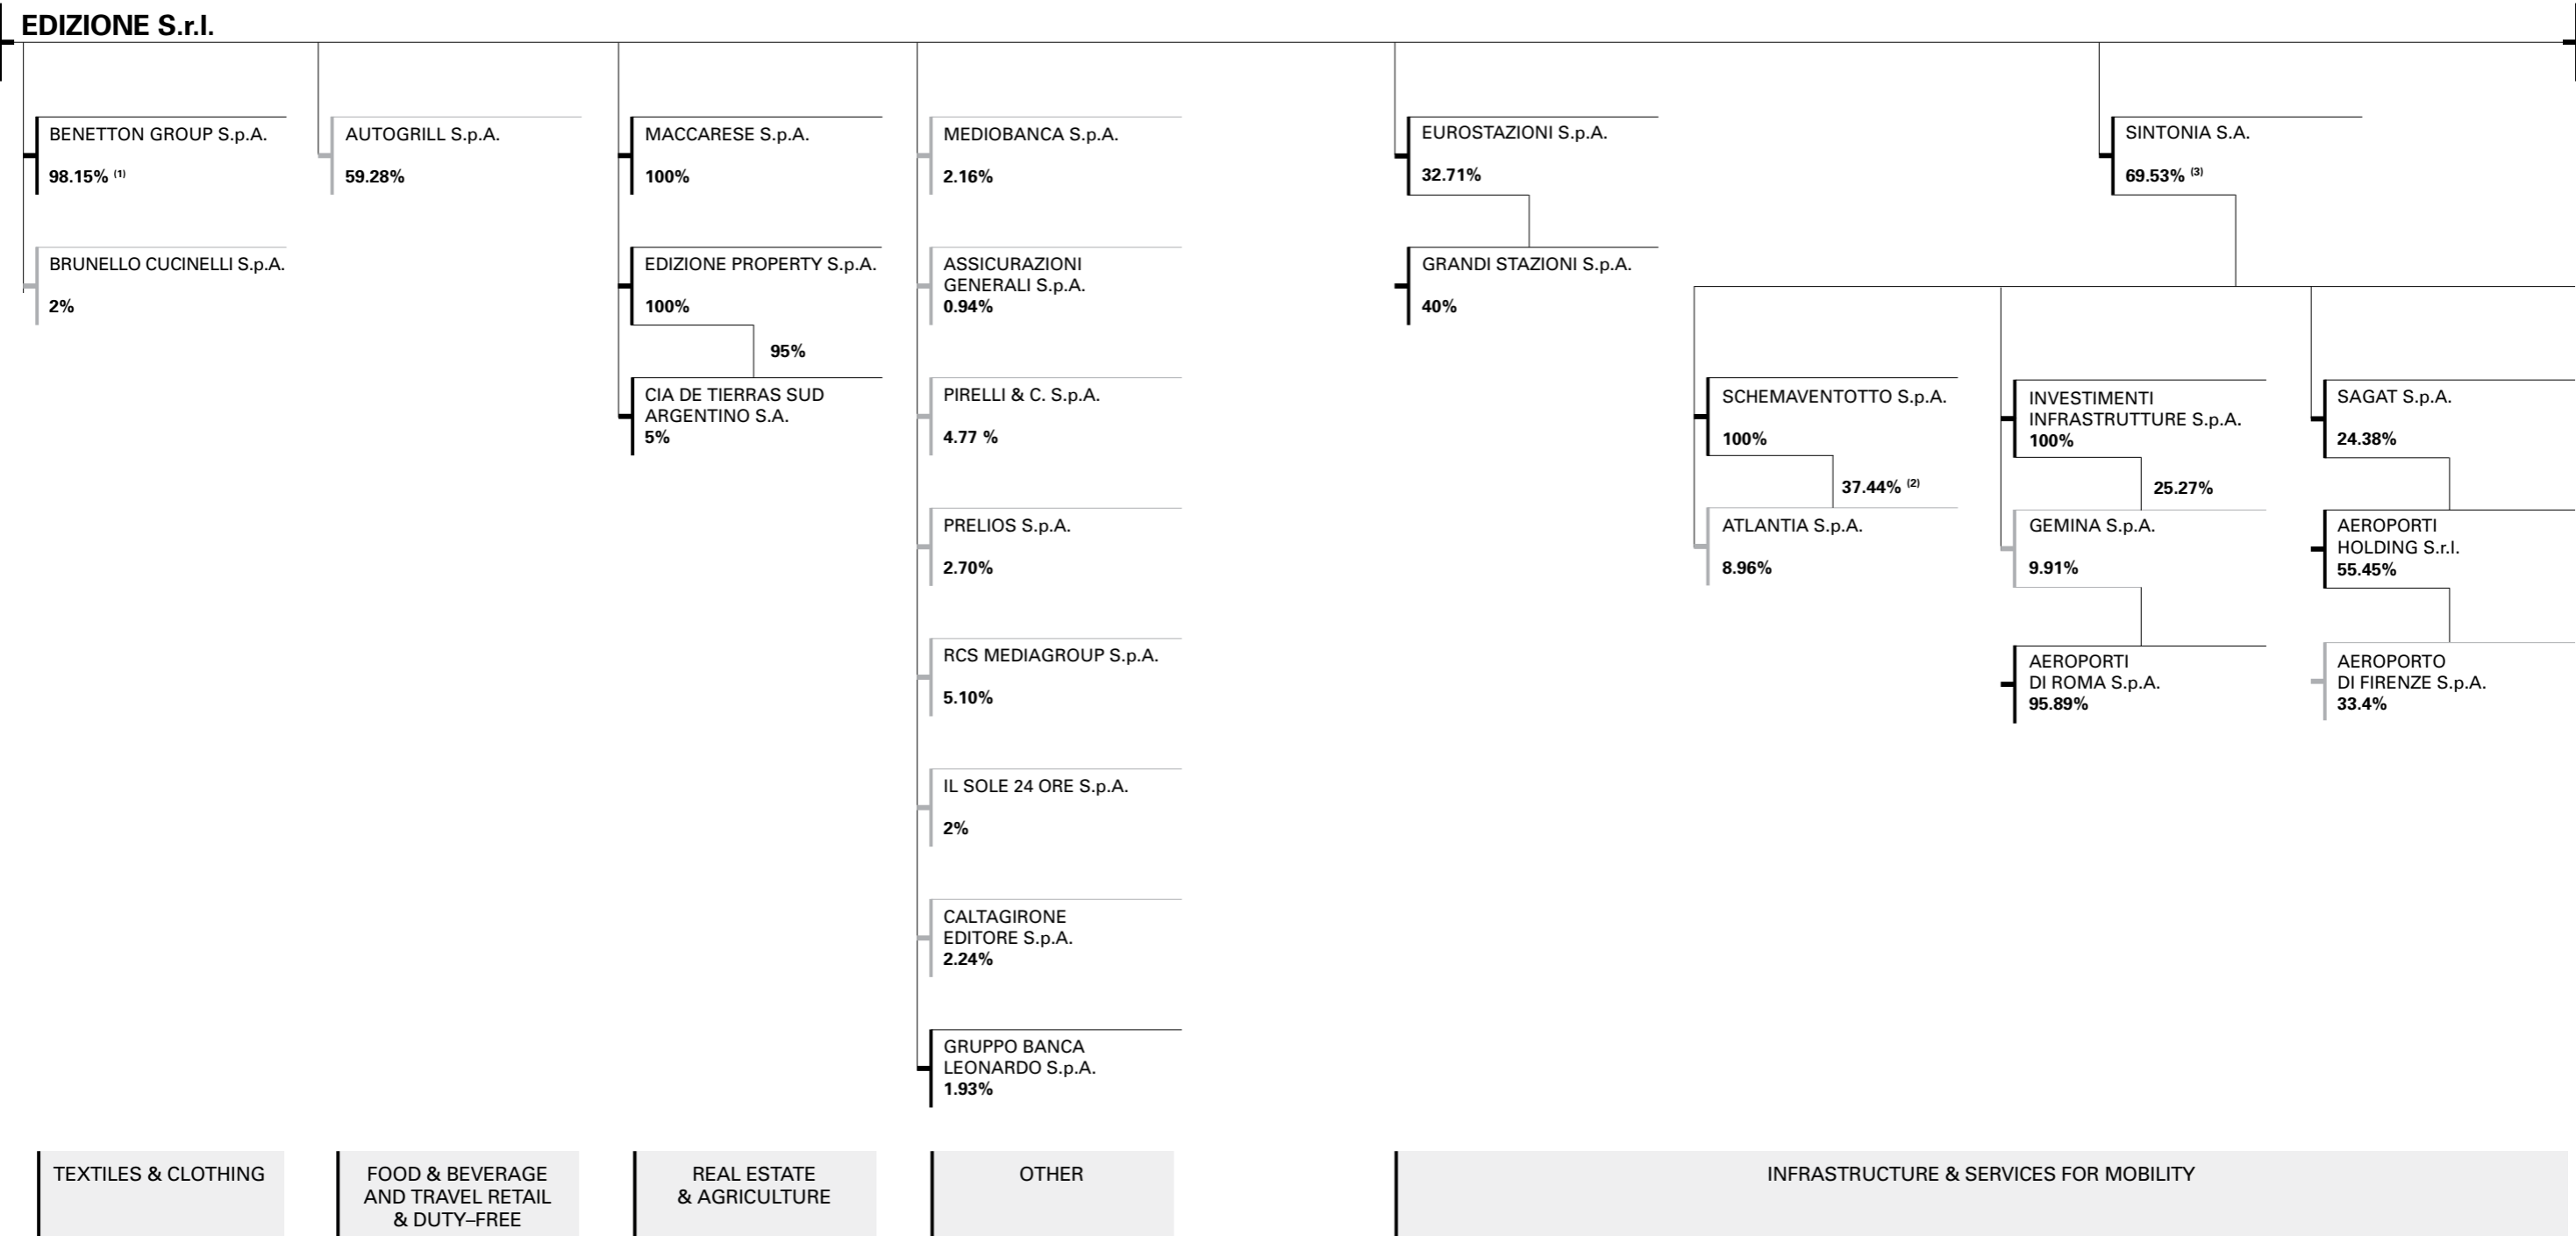 EDIZIONE S.r.l.
BENETTON GROUP S.p.A.
98.15% (1)
BRUNELLO CUCINELLI S.p.A.
2%
AUTOGRILL S.p.A.
59.28%
MACCARESE S.p.A.
100%
EDIZIONE PROPERTY S.p.A.
100%
95%
CIA DE TIERRAS SUD
ARGENTINO S.A.
5%
MEDIOBANCA S.p.A.
2.16%
ASSICURAZIONI
GENERALI S.p.A.
0.94%
PIRELLI & C. S.p.A.
4.77 %
PRELIOS S.p.A.
2.70%
RCS MEDIAGROUP S.p.A.
5.10%
IL SOLE 24 ORE S.p.A.
2%
CALTAGIRONE
EDITORE S.p.A.
2.24%
GRUPPO BANCA
LEONARDO S.p.A.
1.93%
EUROSTAZIONI S.p.A.
32.71%
GRANDI STAZIONI S.p.A.
40%
SINTONIA S.A.
69.53% (3)
SCHEMAVENTOTTO S.p.A.
100%
37.44% (2)
ATLANTIA S.p.A.
8.96%
INVESTIMENTI
INFRASTRUTTURE S.p.A.
100%
25.27%
GEMINA S.p.A.
9.91%
AEROPORTI
DI ROMA S.p.A.
95.89%
SAGAT S.p.A.
24.38%
AEROPORTI
HOLDING S.r.l.
55.45%
AEROPORTO
DI FIRENZE S.p.A.
33.4%
TEXTILES & CLOTHING
FOOD & BEVERAGE
AND TRAVEL RETAIL
& DUTY–FREE
REAL ESTATE
& AGRICULTURE
OTHER
INFRASTRUCTURE & SERVICES FOR MOBILITY